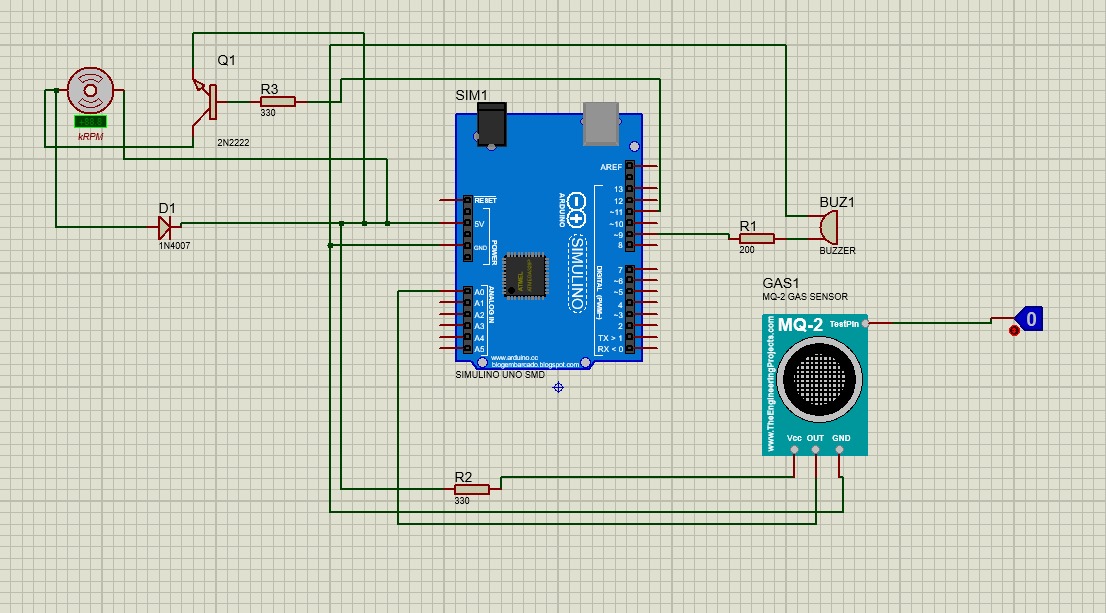 Q1
2N2222
R3
330
kRPM
D1
1N4007
SIM1
SIMULINO UNO SMD
RESET
5V
GND
POWER
A0
A1
A2
A3
A4
A5
ANALOG IN
ARDUINO
SIMULINO
AREF
13
12
~11
~10
~9
8
7
~6
~5
4
~3
2
TX > 1
RX < 0
DIGITAL (PWM~)
www.arduino.cc
blogembarcado.blogspot.com
R1
200
BUZ1
BUZZER
GAS1
MQ-2 GAS SENSOR
MQ-2
TestPin
www.TheEngineeringProjects.com
Vcc OUT GND
0
R2
330